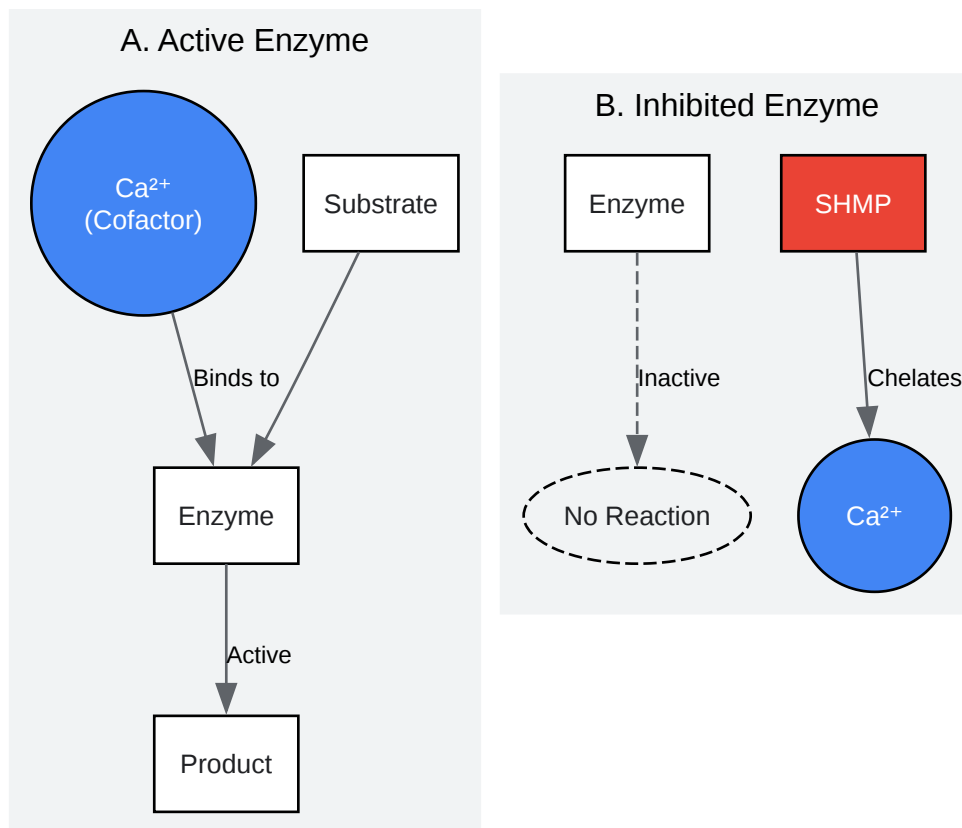 A. Active Enzyme
Ca²⁺
(Cofactor)
Substrate
Binds to
Enzyme
Active
Product
B. Inhibited Enzyme
Enzyme
SHMP
Inactive
Chelates
No Reaction
Ca²⁺